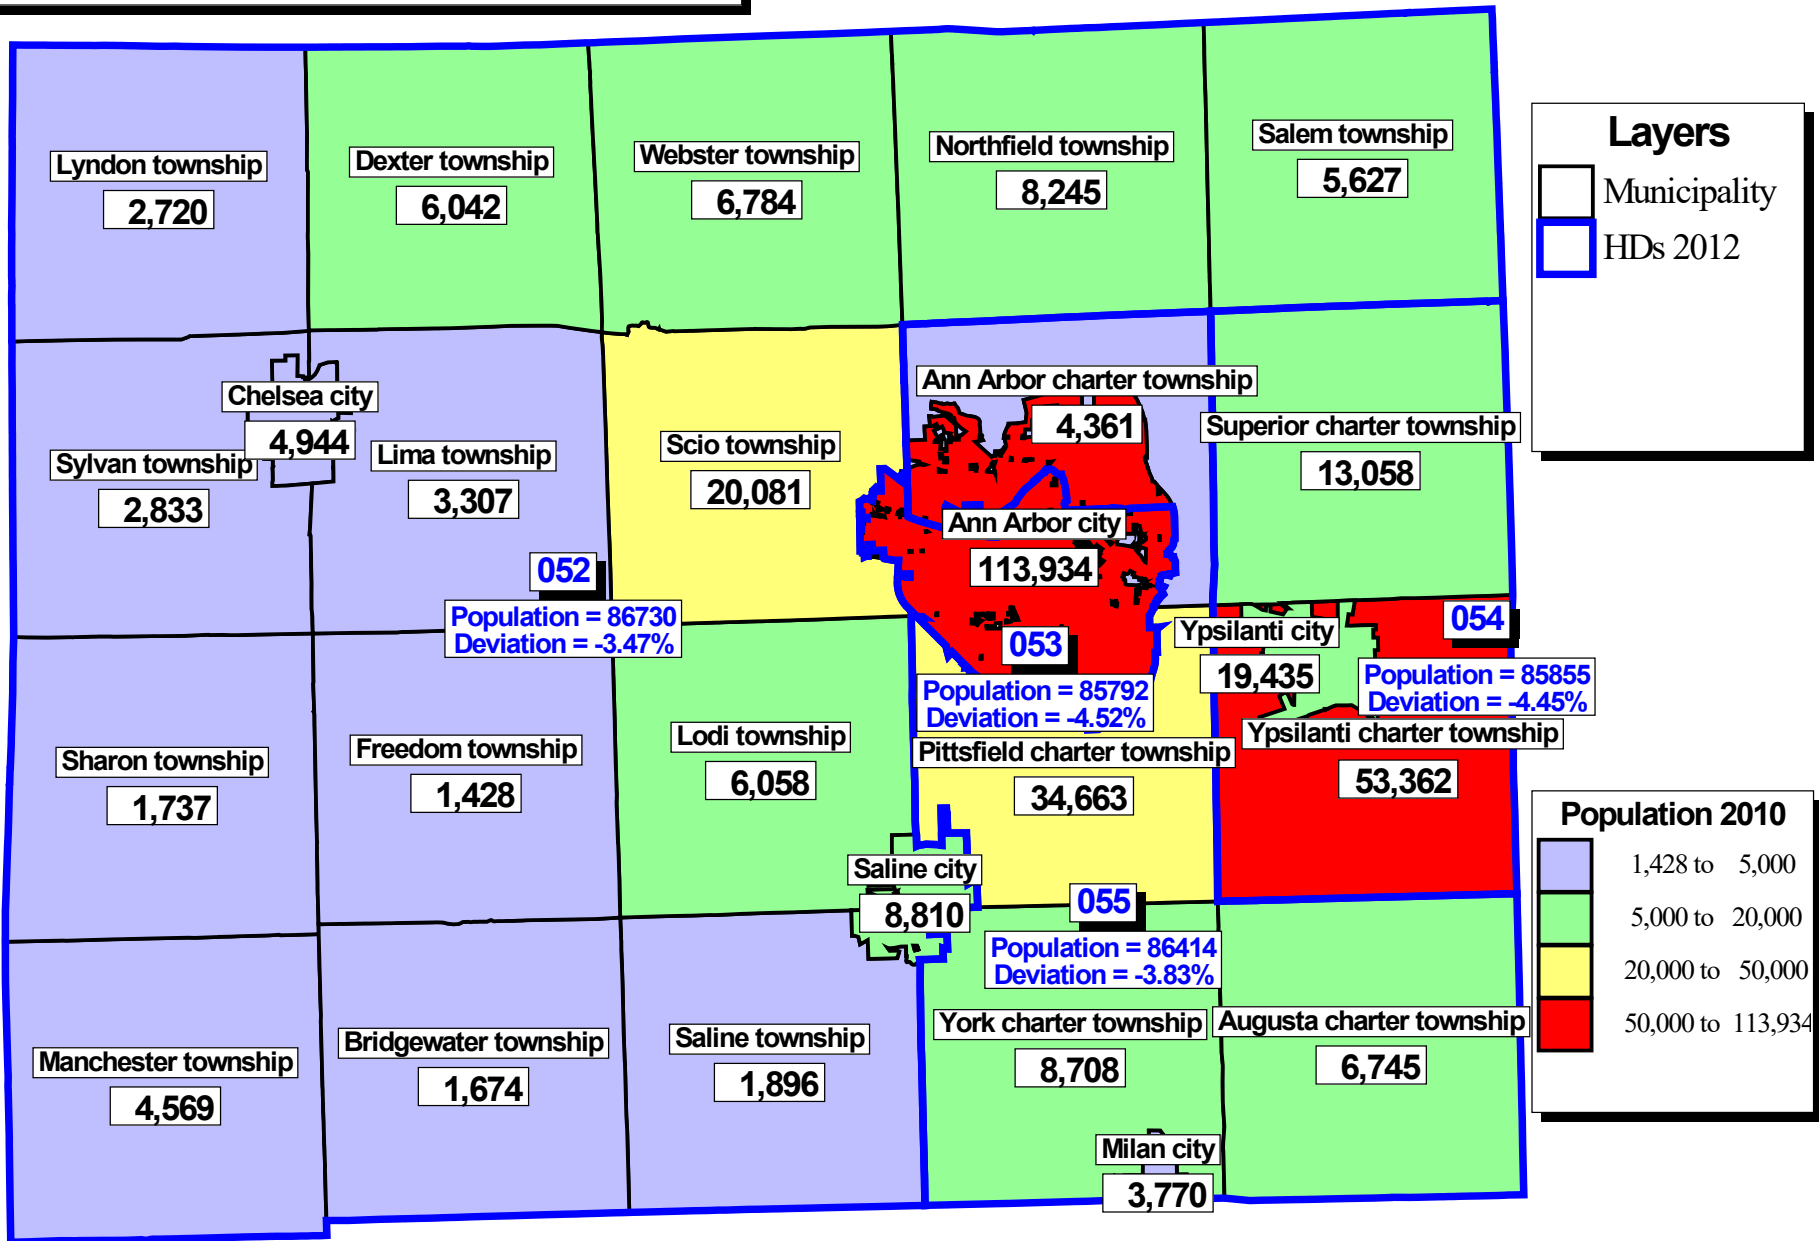 Lyndon township
2,720
Dexter township
6,042
Webster township
6,784
Northfield township
8,245
Salem township
5,627
Layers
Municipality
HDs 2012
Chelsea city
4,944
Sylvan township
2,833
Lima township
3,307
Scio township
20,081
Ann Arbor charter township
4,361
Superior charter township
13,058
Ann Arbor city
113,934
052
Population = 86730
Deviation = -3.47%
053
Population = 85792
Deviation = -4.52%
Ypsilanti city
19,435
054
Population = 85855
Deviation = -4.45%
Ypsilanti charter township
53,362
Sharon township
1,737
Freedom township
1,428
Lodi township
6,058
Pittsfield charter township
34,663
Population 2010
1,428 to 5,000
5,000 to 20,000
20,000 to 50,000
50,000 to 113,934
Saline city
8,810
055
Population = 86414
Deviation = -3.83%
Manchester township
4,569
Bridgewater township
1,674
Saline township
1,896
York charter township
8,708
Augusta charter township
6,745
Milan city
3,770